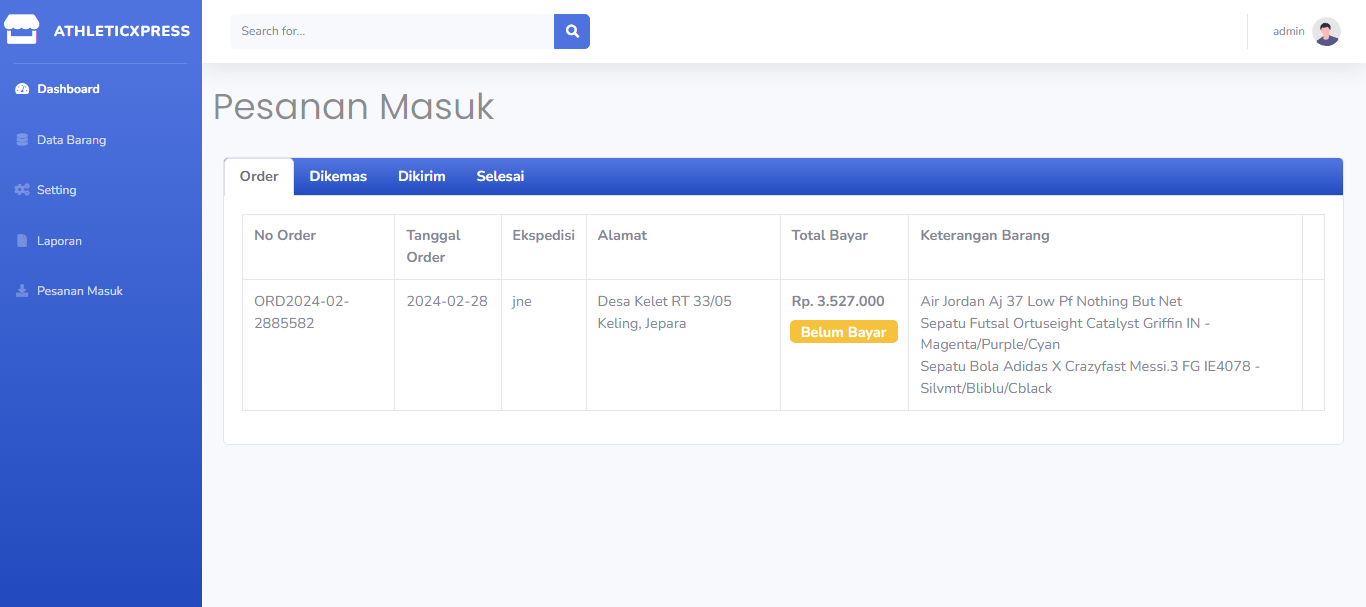 ATHLETICXPRESS
Search for...
admin
Dashboard
Data Barang
Setting
Laporan
Pesanan Masuk
Pesanan Masuk
Order Dikemas Dikirim Selesai
No Order
Tanggal
Order
Ekspedisi
Alamat
Total Bayar
Keterangan Barang
ORD2024-02-
2885582
2024-02-28
jne
Desa Kelet RT 33/05
Keling, Jepara
Rp. 3.527.000
Belum Bayar
Air Jordan Aj 37 Low Pf Nothing But Net
Sepatu Futsal Ortuseight Catalyst Griffin IN -
Magenta/Purple/Cyan
Sepatu Bola Adidas X Crazyfast Messi.3 FG IE4078 -
Silvmt/Bliblu/Cblack